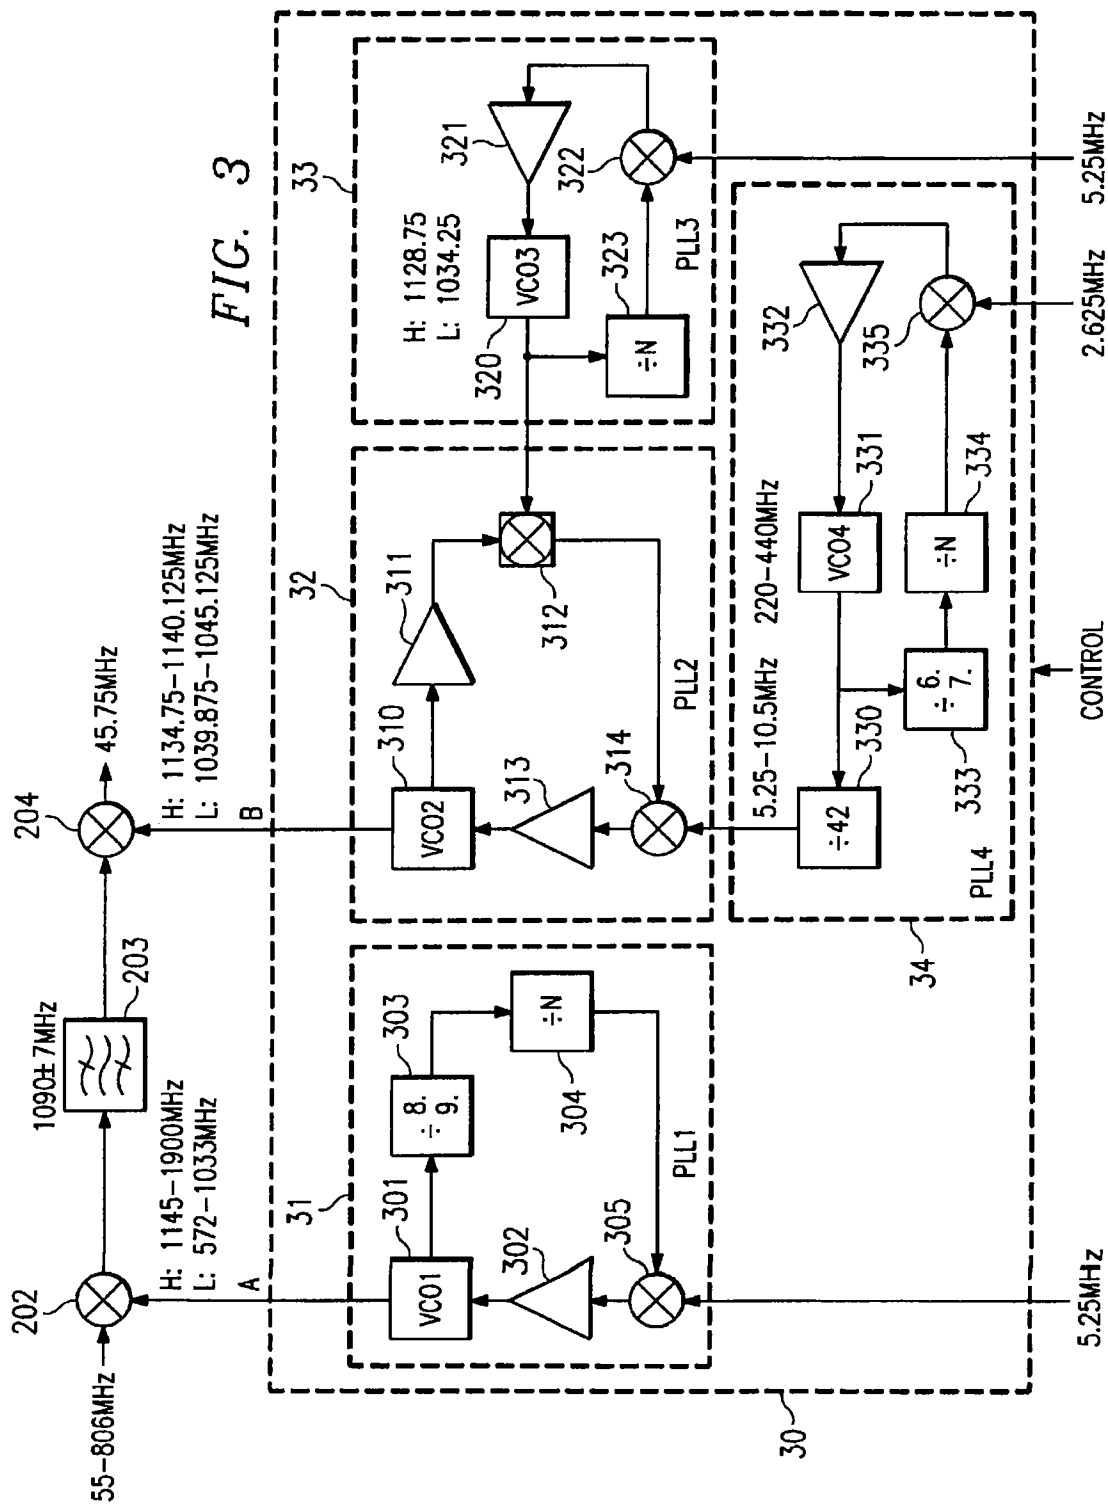 FIG. 3
202
55-806MHz
1090±7MHz
203
204
45.75MHz
H: 1145-1900MHz
L: 572-1033MHz
A
H: 1134.75-1140.125MHz
L: 1039.875-1045.125MHz
B
31
301
VCO1
303
÷ 8.
9.
302
304
÷N
305
PLL1
32
310
VCO2
311
312
313
314
PLL2
33
H: 1128.75
L: 1034.25
320
VCO3
321
322
323
÷N
PLL3
5.25-10.5MHz
220-440MHz
÷42
330
VCO4
331
332
333
÷ 6.
7.
÷N
334
335
PLL4
34
30
5.25MHz
CONTROL
2.625MHz
5.25MHz